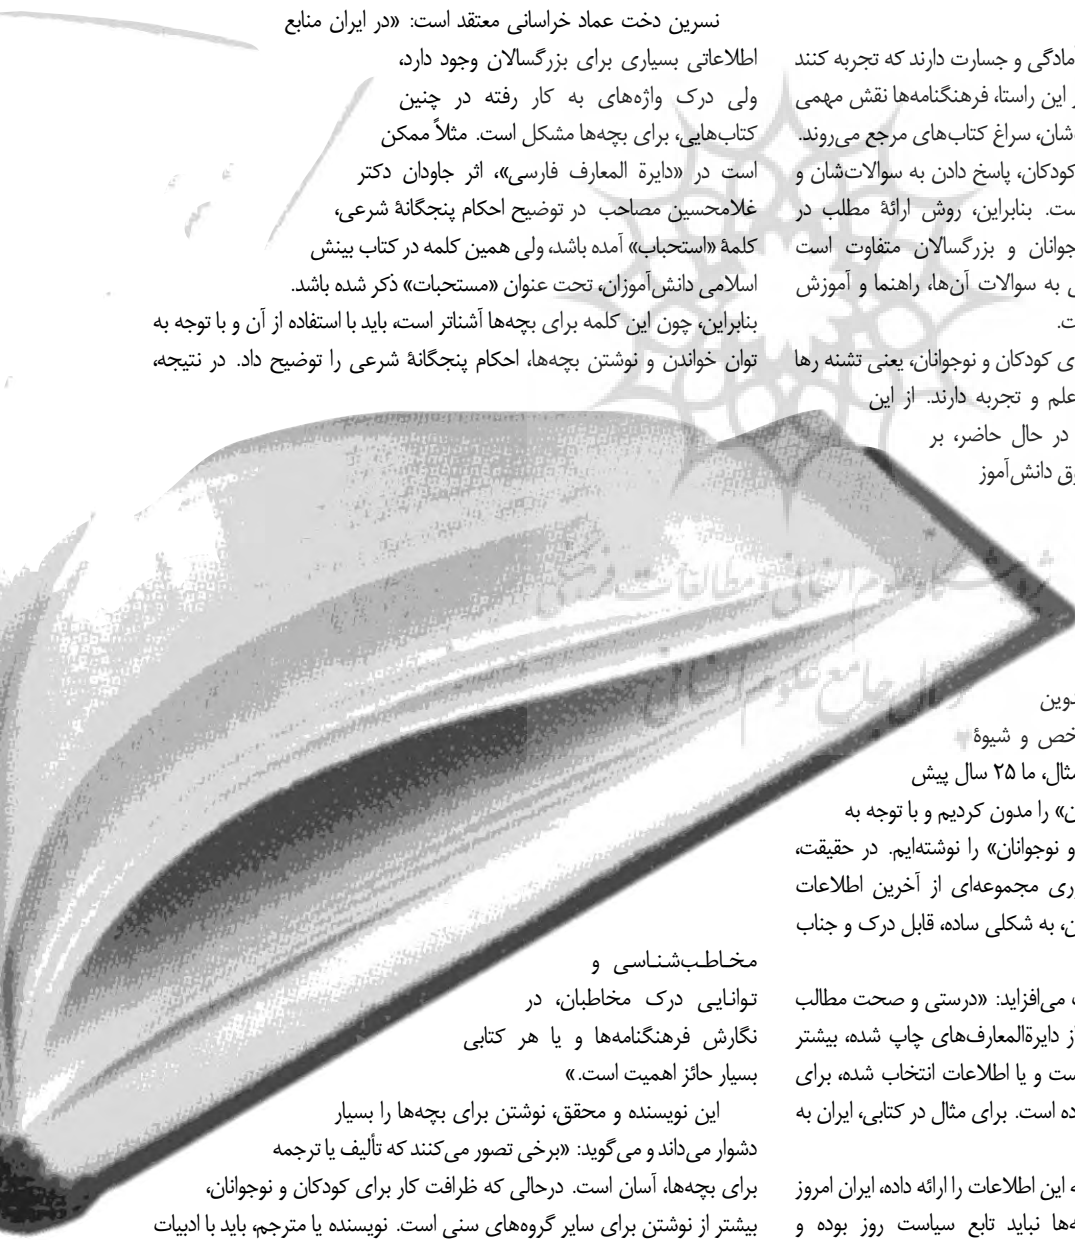 آمادگی و جسارت دارند که تجربه کنند
این راستا، فرهنگنامه‌ها نقش مهمی
سراغ کتاب‌های مرجع می‌روند.
کودکان، پاسخ دادن به سوالات‌شان و
بنابراین، روش ارائهٔ مطلب در
و بزرگسالان متفاوت است
به سوالات آن‌ها، راهنما و آموزش
کودکان و نوجوانان، یعنی تشنه رها
علم و تجربه دارند. از این
در حال حاضر، بر
دانش‌آموز
و شیوهٔ
ما ۲۵ سال پیش
را مدون کردیم و با توجه به
و نوجوانان» را نوشته‌ایم. در حقیقت،
مجموعه‌ای از آخرین اطلاعات
به شکلی ساده، قابل درک و جناب
می‌افزاید: «درستی و صحت مطالب
از دایرةالمعارف‌های چاپ شده، بیشتر
و یا اطلاعات انتخاب شده، برای
است. برای مثال در کتابی، ایران به
این اطلاعات را ارائه داده، ایران امروز
نباید تابع سیاست روز بوده و
نسرین دخت عماد خراسانی معتقد است: «در ایران منابع
اطلاعاتی بسیاری برای بزرگسالان وجود دارد،
ولی درک واژه‌های به کار رفته در چنین
کتاب‌هایی، برای بچه‌ها مشکل است. مثلاً ممکن
است در «دایرة المعارف فارسی»، اثر جاودان دکتر
غلامحسین مصاحب در توضیح احکام پنجگانهٔ شرعی،
کلمهٔ «استحباب» آمده باشد، ولی همین کلمه در کتاب بینش
اسلامی دانش‌آموزان، تحت عنوان «مستحبات» ذکر شده باشد.
بنابراین، چون این کلمه برای بچه‌ها آشناتر است، باید با استفاده از آن و با توجه به
توان خواندن و نوشتن بچه‌ها، احکام پنجگانهٔ شرعی را توضیح داد. در نتیجه،
مخاطب‌شناسی و
توانایی درک مخاطبان، در
نگارش فرهنگنامه‌ها و یا هر کتابی
بسیار حائز اهمیت است.»
این نویسنده و محقق، نوشتن برای بچه‌ها را بسیار
دشوار می‌داند و می‌گوید: «برخی تصور می‌کنند که تألیف یا ترجمه
برای بچه‌ها، آسان است. درحالی که ظرافت کار برای کودکان و نوجوانان،
بیشتر از نوشتن برای سایر گروه‌های سنی است. نویسنده یا مترجم، باید با ادبیات
پژوهشگاه علوم انسانی و مطالعات فرهنگی
پرتال جامع علوم انسانی